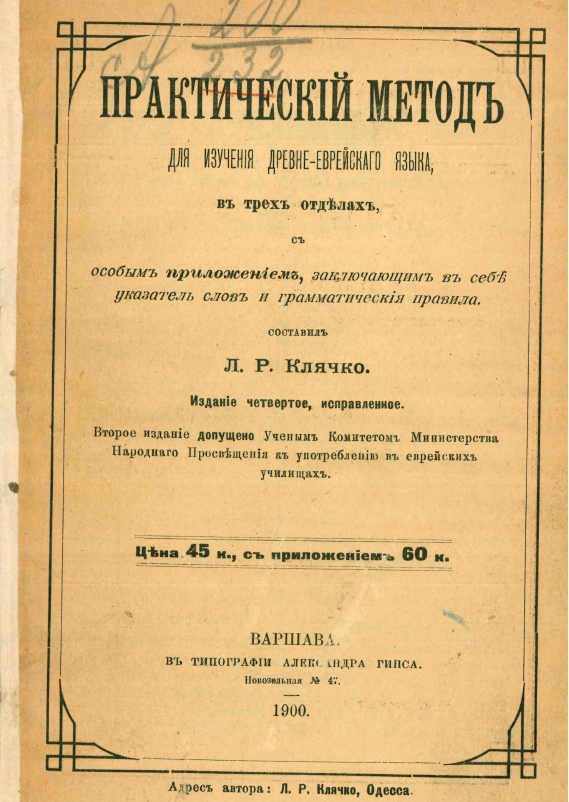 200
232
ПРАКТИЧЕСКІЙ МЕТОДЪ
ДЛЯ ИЗУЧЕНІЯ ДРЕВНЕ-ЕВРЕЙСКАГО ЯЗЫКА,
въ трехъ отдѣлахъ,
съ
особымъ приложеніемъ, заключающимъ въ себѣ
указатель словъ и грамматическія правила.
СОСТАВИЛЪ
Л. Р. Клячко.
Изданіе четвертое, исправленное.
Второе изданіе допущено Ученымъ Комитетомъ Министерства
Народнаго Просвѣщенія къ употребленію въ еврейскихъ
училищахъ.
Цѣна 45 к., съ приложеніемъ 60 к.
ВАРШАВА.
ВЪ ТИПОГРАФІИ АЛЕКСАНДРА ГИНСА.
Новозельная № 47.
1900.
Адресъ автора: Л. Р. Клячко, Одесса.